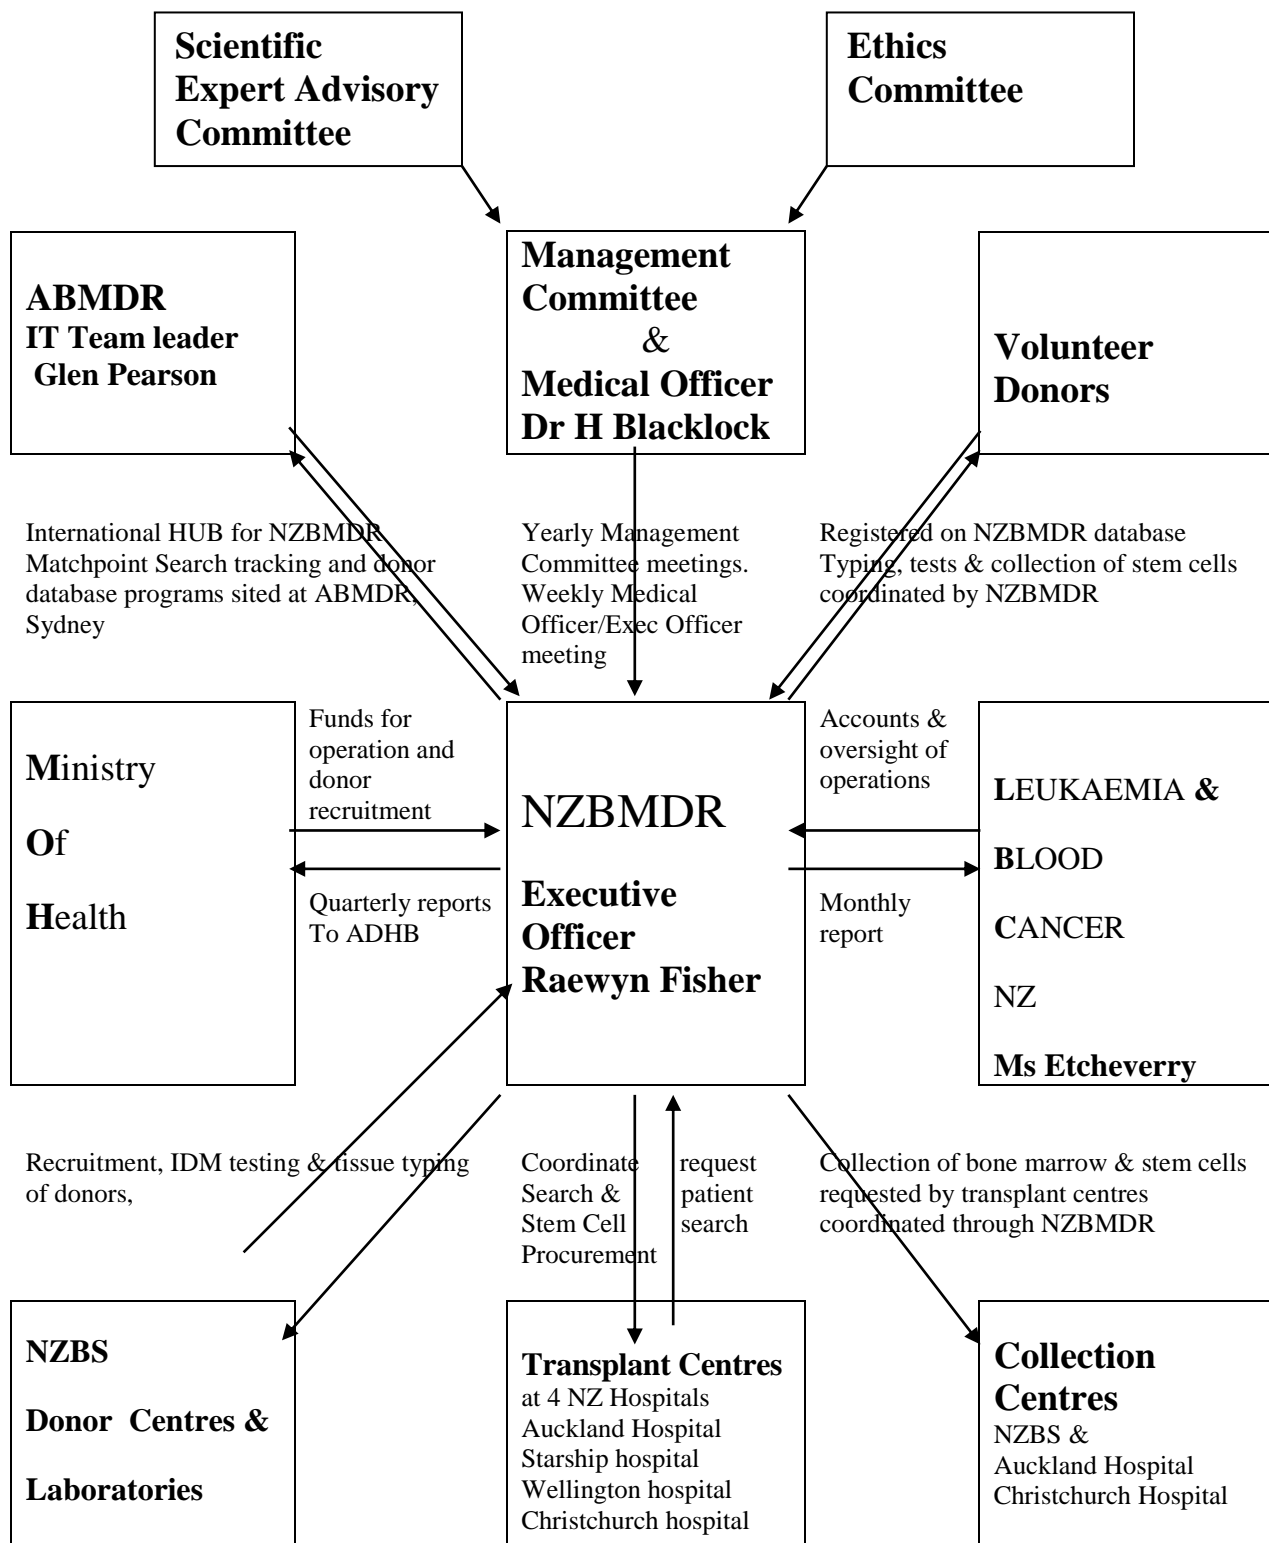 Scientific
Expert Advisory
Committee
Ethics
Committee
ABMDR
IT Team leader
Glen Pearson
Management
Committee
&
Medical Officer
Dr H Blacklock
Volunteer
Donors
International HUB for NZBMDR
Matchpoint Search tracking and donor
database programs sited at ABMDR,
Sydney
Yearly Management
Committee meetings.
Weekly Medical
Officer/Exec Officer
meeting
Registered on NZBMDR database
Typing, tests & collection of stem cells
coordinated by NZBMDR
Ministry
Of
Health
Funds for
operation and
donor
recruitment
Quarterly reports
To ADHB
NZBMDR
Executive
Officer
Raewyn Fisher
Accounts &
oversight of
operations
Monthly
report
LEUKAEMIA &
BLOOD
CANCER
NZ
Ms Etcheverry
Recruitment, IDM testing & tissue typing
of donors,
Coordinate
Search &
Stem Cell
Procurement
request
patient
search
Collection of bone marrow & stem cells
requested by transplant centres
coordinated through NZBMDR
NZBS
Donor Centres &
Laboratories
Transplant Centres
at 4 NZ Hospitals
Auckland Hospital
Starship hospital
Wellington hospital
Christchurch hospital
Collection
Centres
NZBS &
Auckland Hospital
Christchurch Hospital